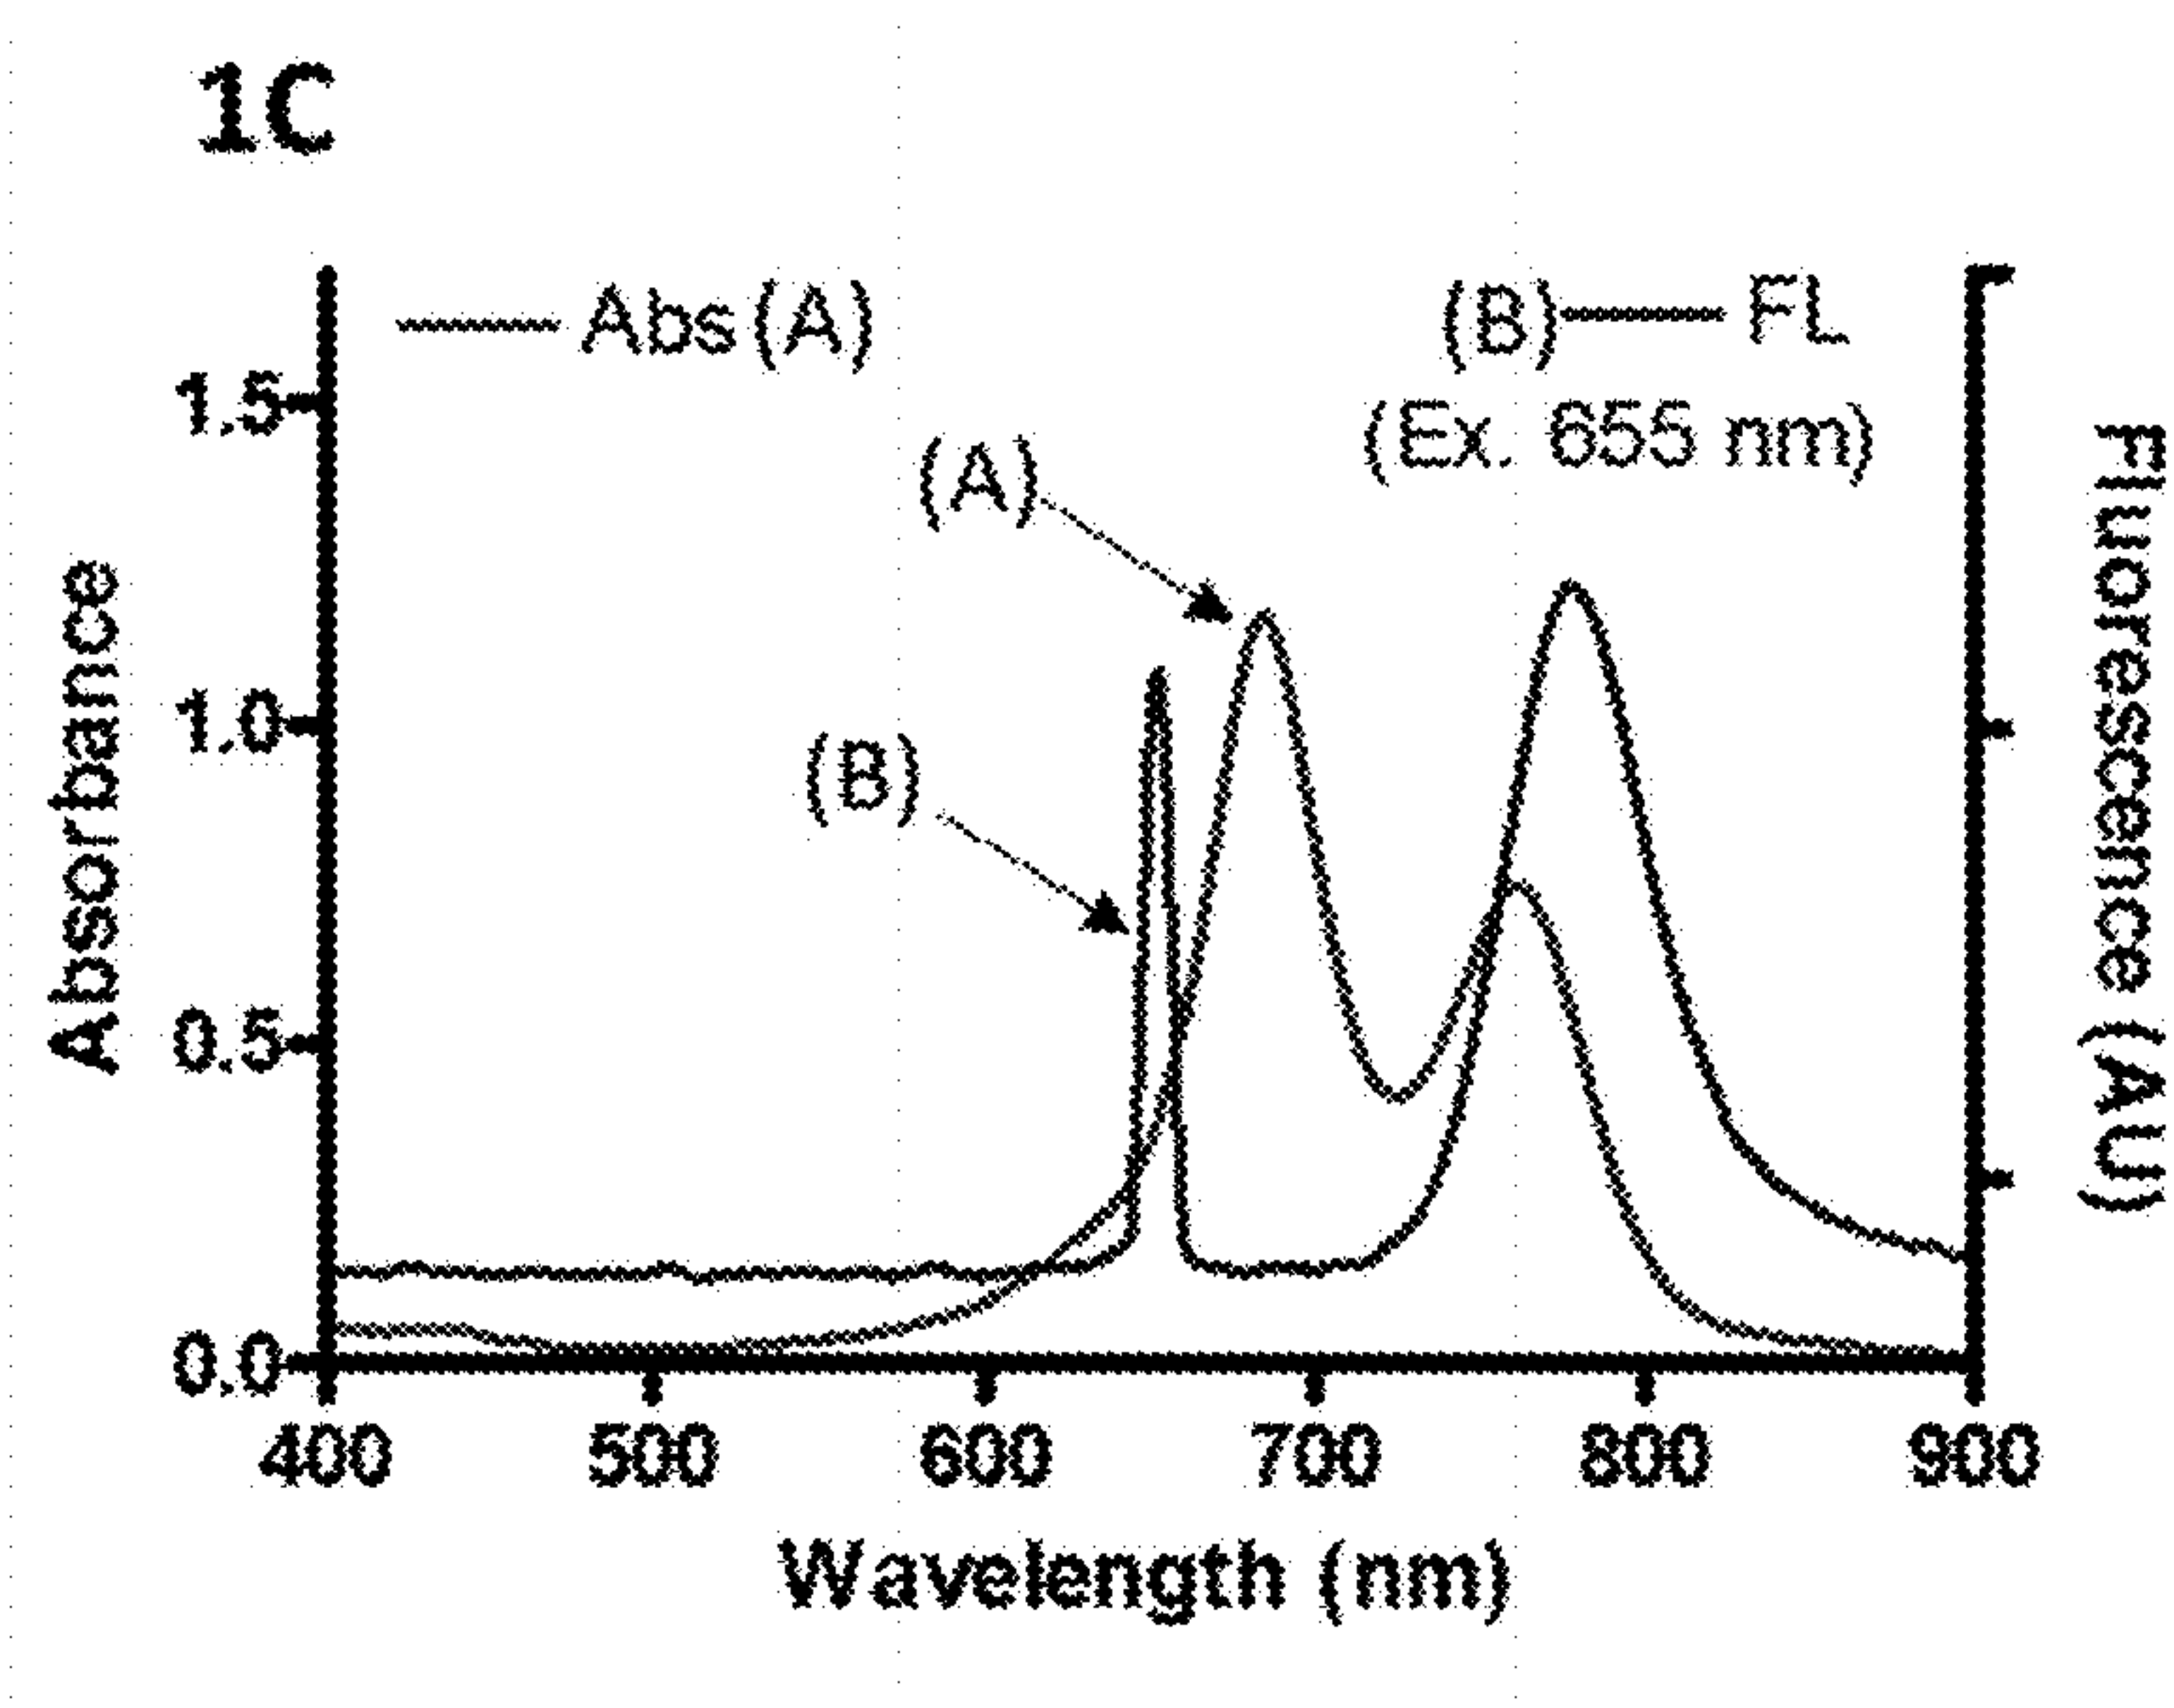 1C
Abs(A)
(B) FL
(Ex. 655 nm)
(A)
(B)
Absorbance
1.5
1.0
0.5
0.0
Fluorescence (AU)
400 500 600 700 800 900
Wavelength (nm)